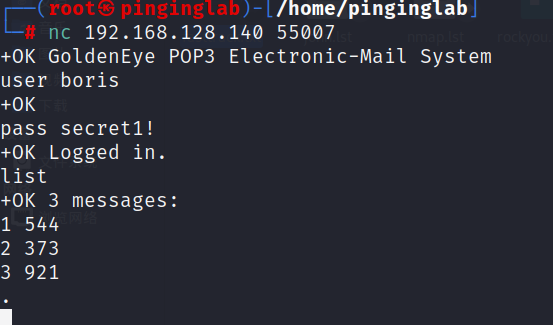 ┌──(root㉿pinginglab)-[/home/pinginglab]
└─# nc 192.168.128.140 55007
+OK GoldenEye POP3 Electronic-Mail System
user boris
+OK
pass secret1!
+OK Logged in.
list
+OK 3 messages:
1 544
2 373
3 921
.